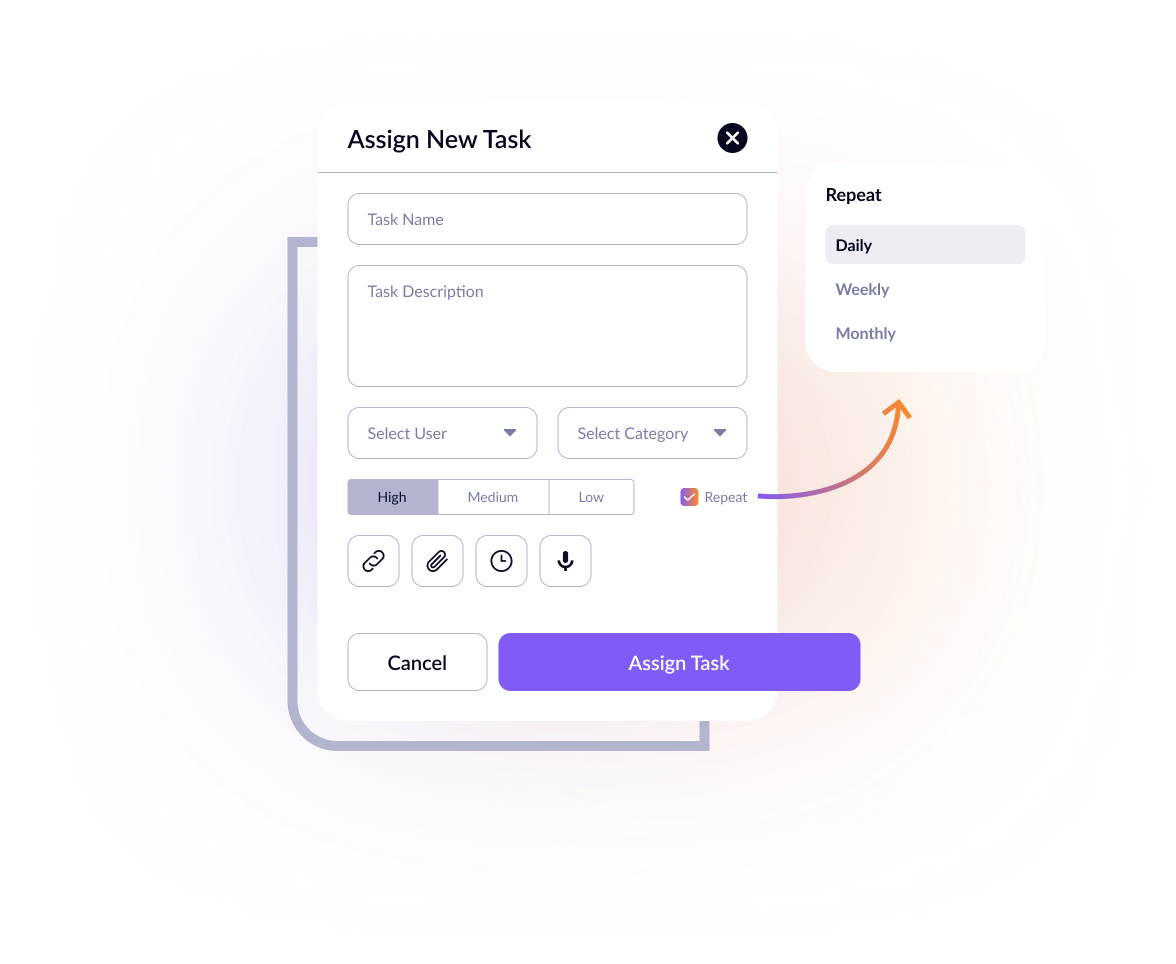 Assign New Task
Task Name
Task Description
Select User
Select Category
High
Medium
Low
Repeat
Cancel
Assign Task
Repeat
Daily
Weekly
Monthly